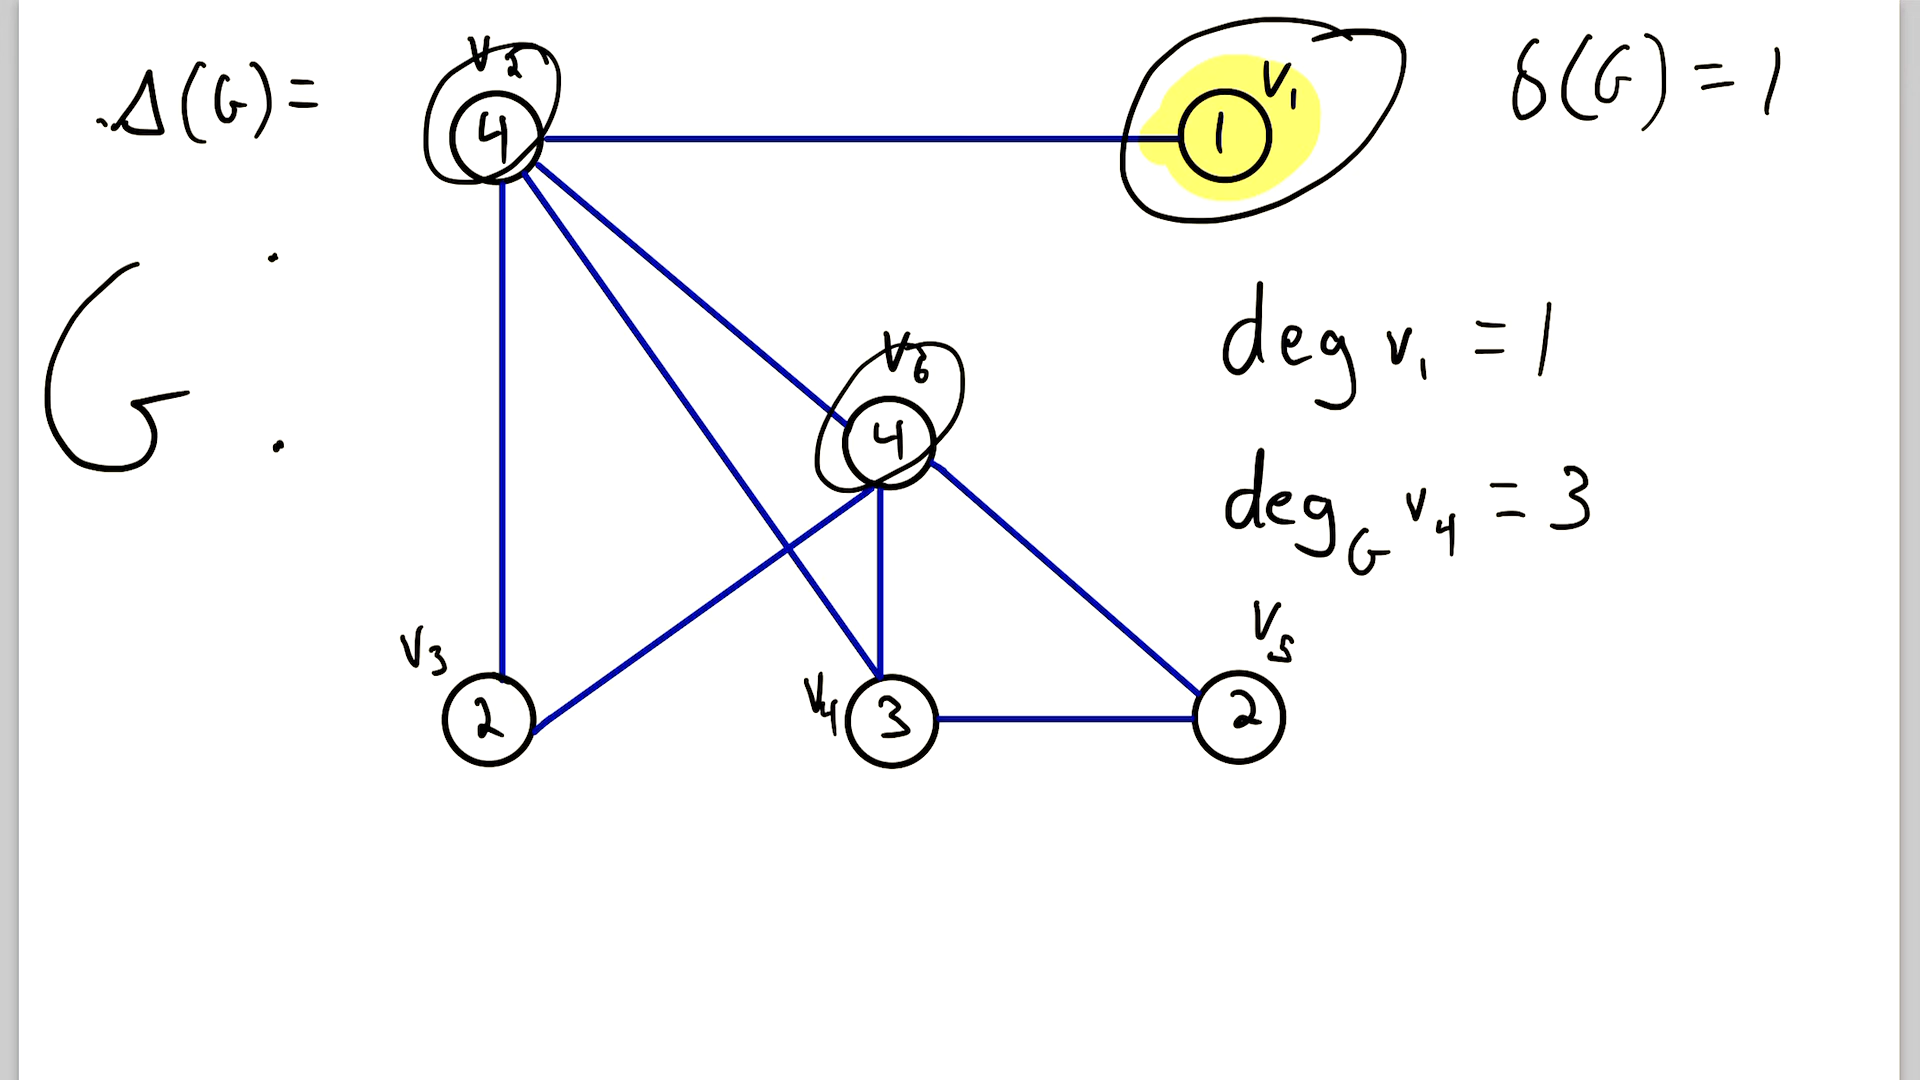 Δ(G)=
v₂
4
v₁
1
δ(G) = 1
G :
v₆
4
deg v₁ = 1
deg_G v₄ = 3
v₃
2
v₄
3
v₅
2